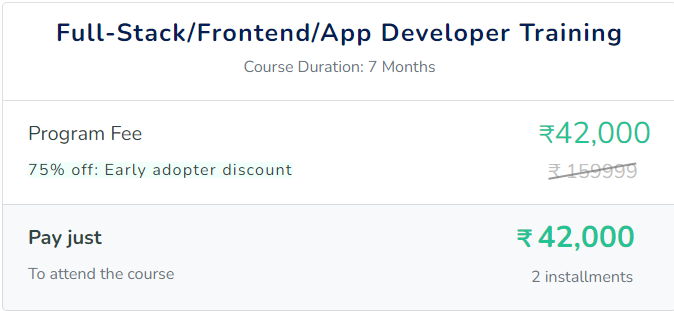 Full-Stack/Frontend/App Developer Training
Course Duration: 7 Months
Program Fee
₹42,000
75% off: Early adopter discount
₹ 159999
Pay just
₹ 42,000
To attend the course
2 installments